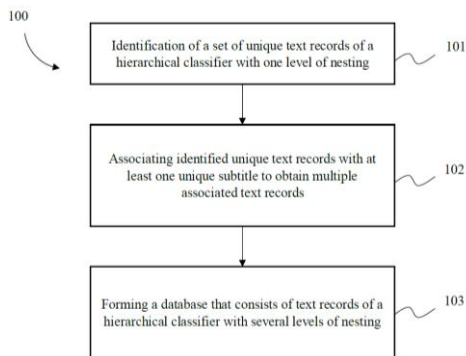 100
Identification of a set of unique text records of a
hierarchical classifier with one level of nesting
101
Associating identified unique text records with at
least one unique subtitle to obtain multiple
associated text records
102
Forming a database that consists of text records of a
hierarchical classifier with several levels of nesting
103